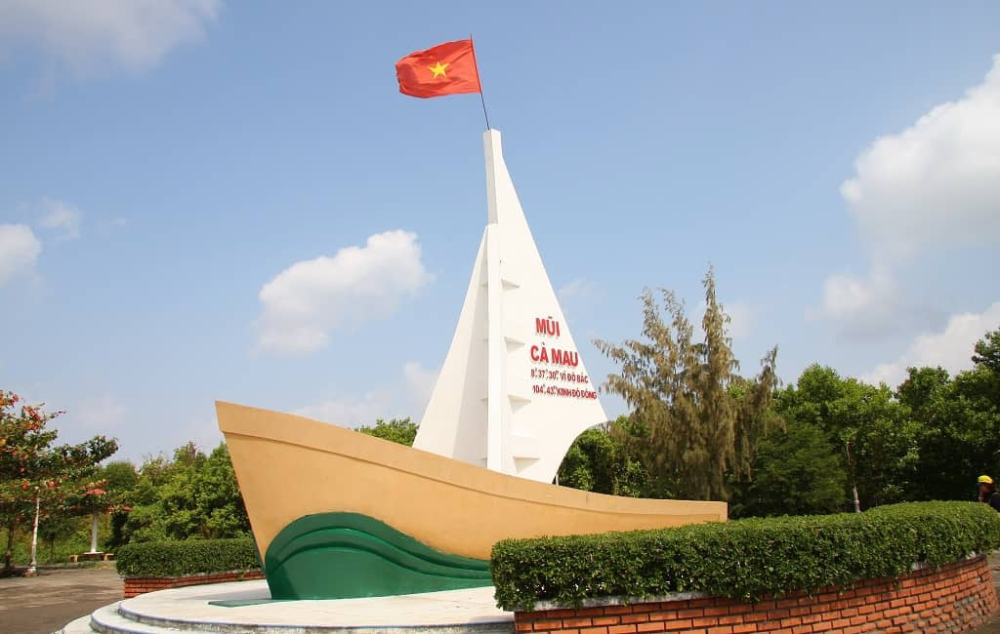 MŨI
CÀ MAU
8°.37'.30". VĨ ĐỘ BẮC
104°.43'. KINH ĐỘ ĐÔNG